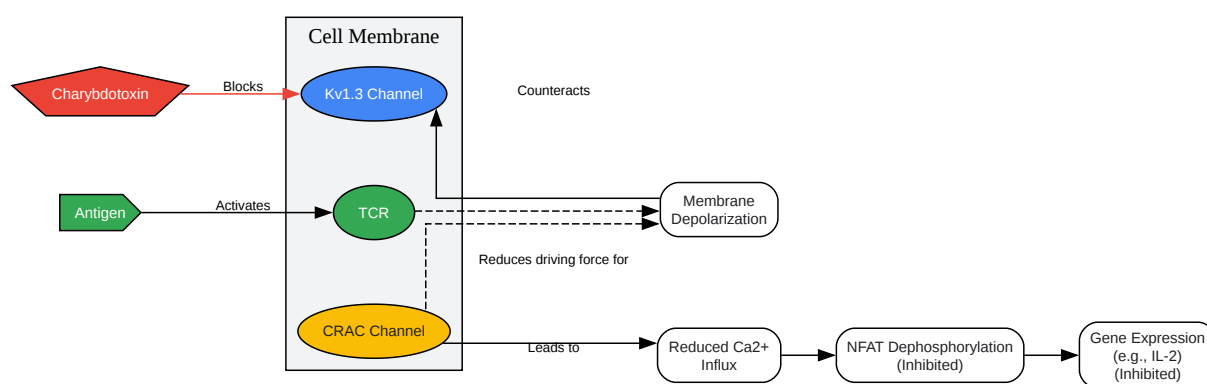 Cell Membrane
Charybdotoxin
Blocks
Kv1.3 Channel
Counteracts
Antigen
Activates
TCR
Membrane
Depolarization
Reduces driving force for
CRAC Channel
Leads to
Reduced Ca2+
Influx
NFAT Dephosphorylation
(Inhibited)
Gene Expression
(e.g., IL-2)
(Inhibited)